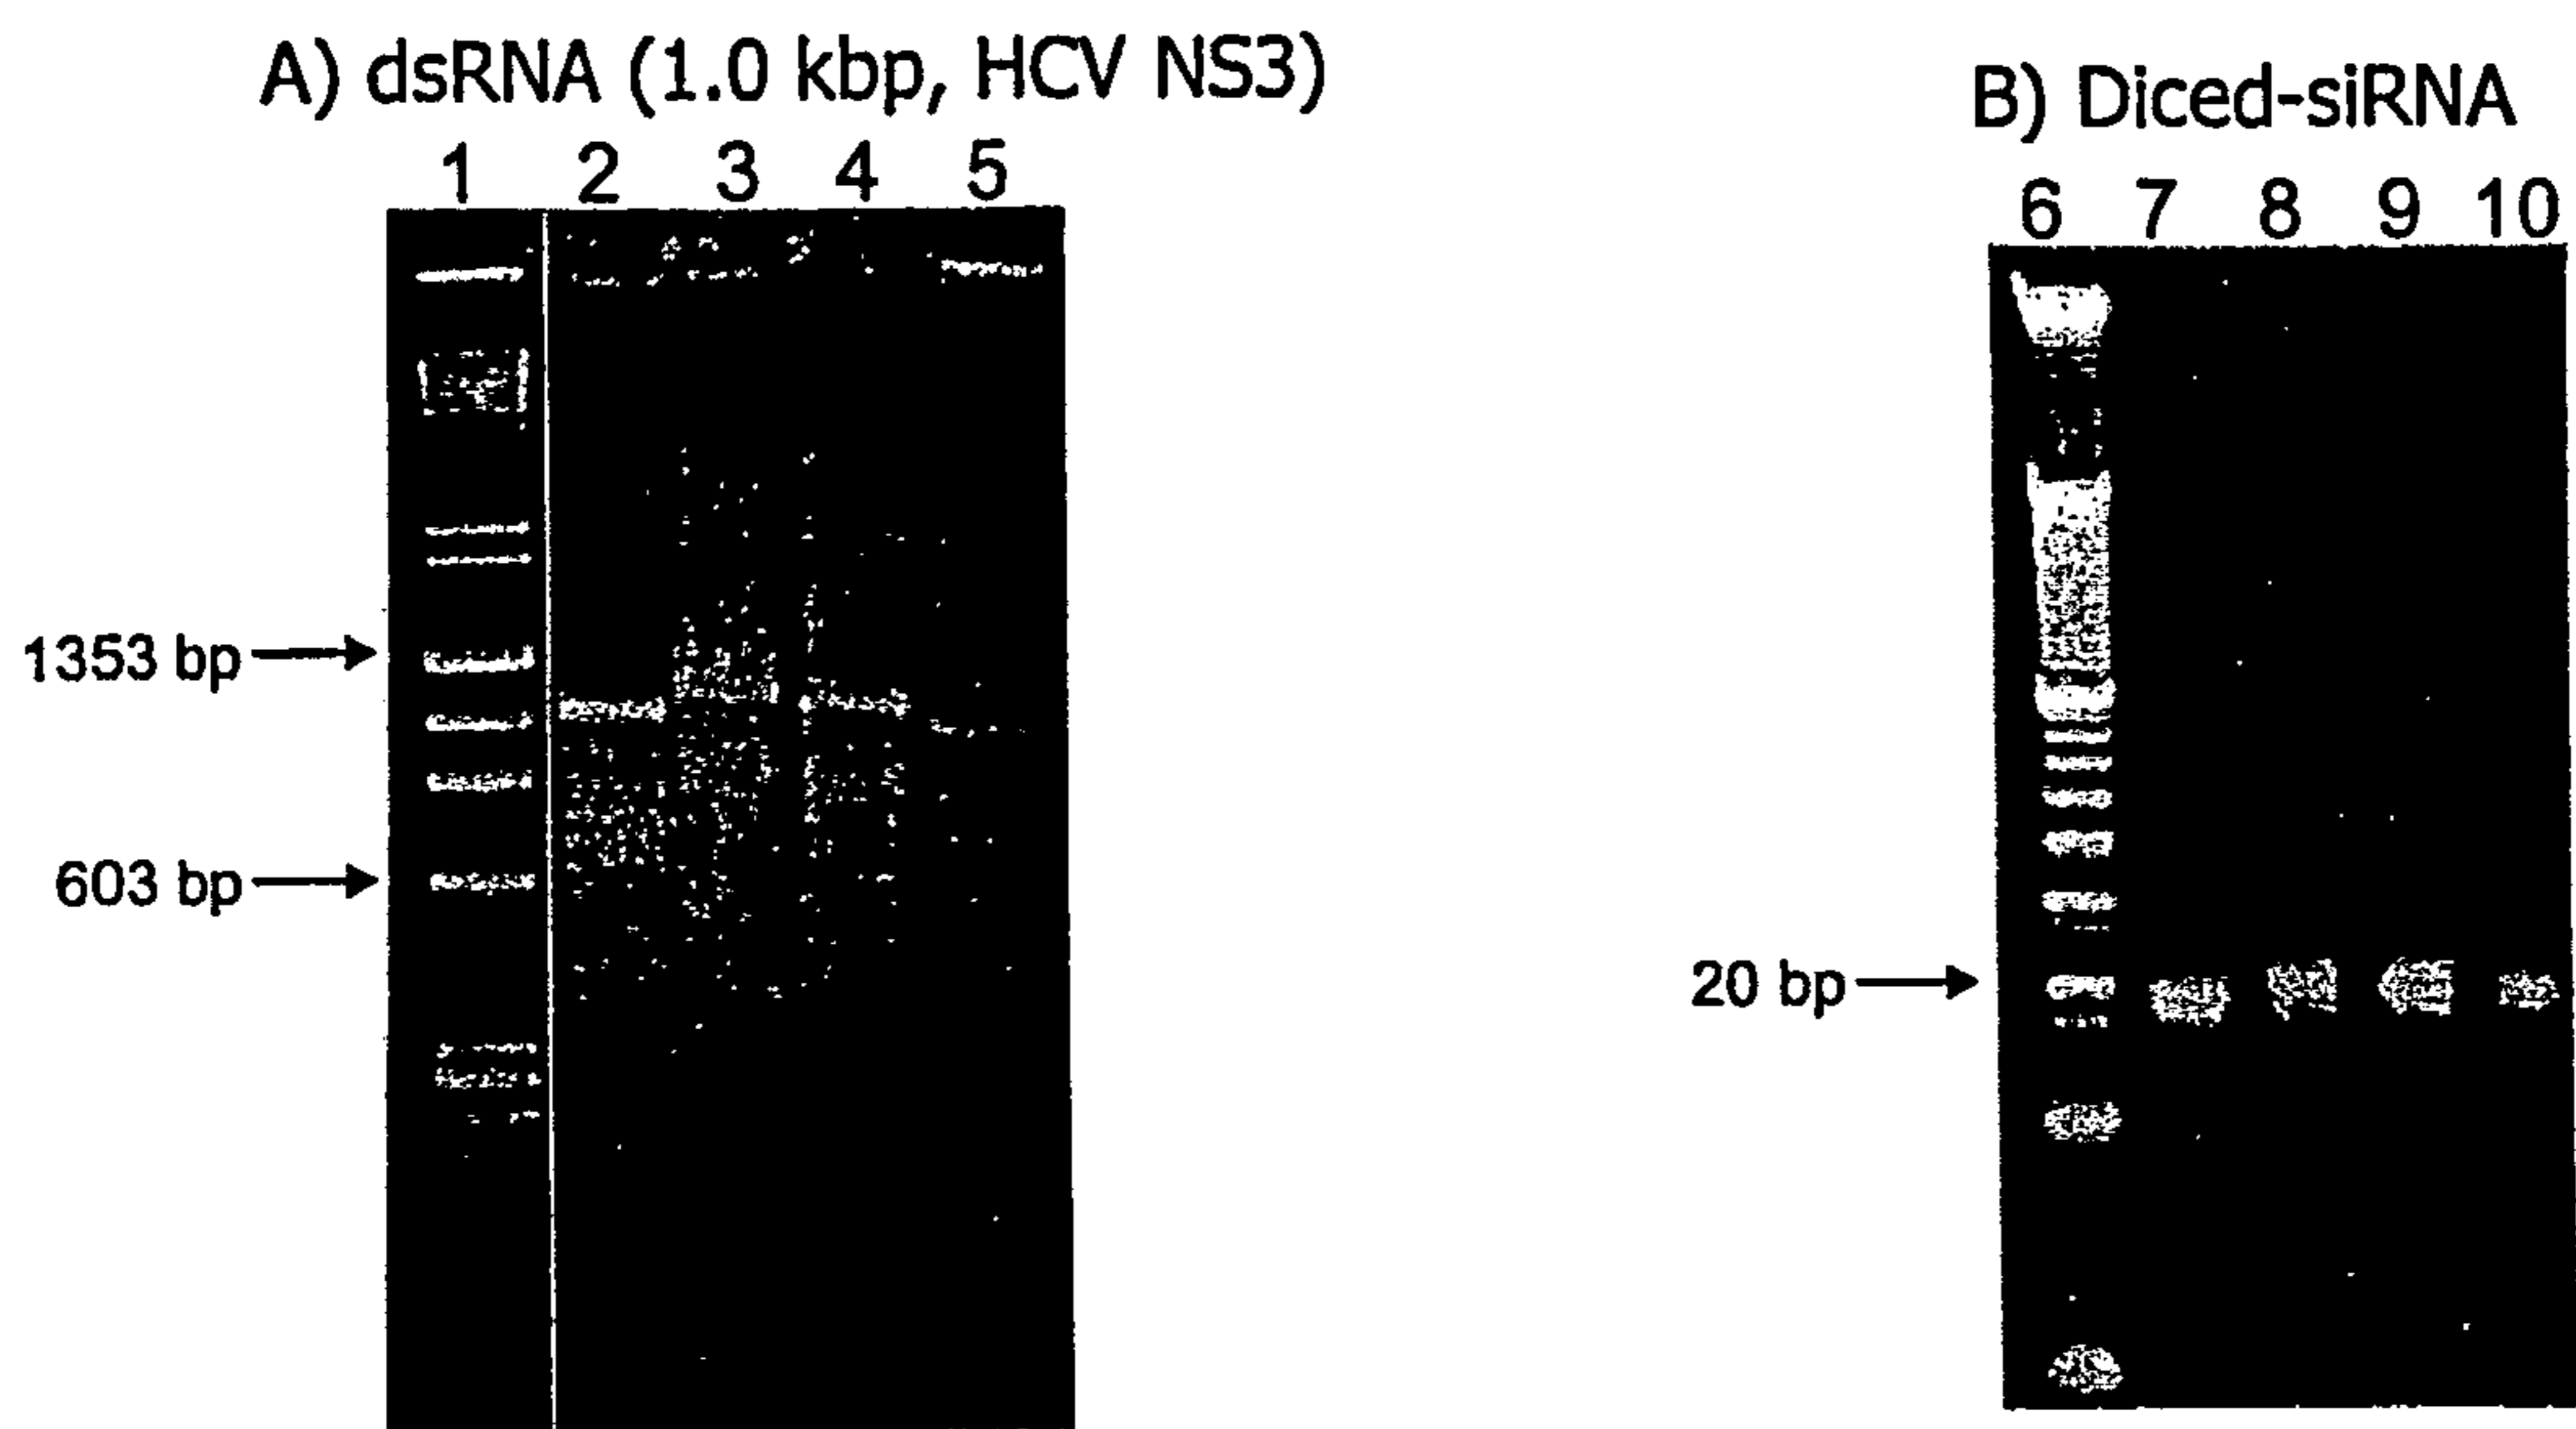 A) dsRNA (1.0 kbp, HCV NS3)
1 2 3 4 5
1353 bp
603 bp
B) Diced-siRNA
6 7 8 9 10
20 bp